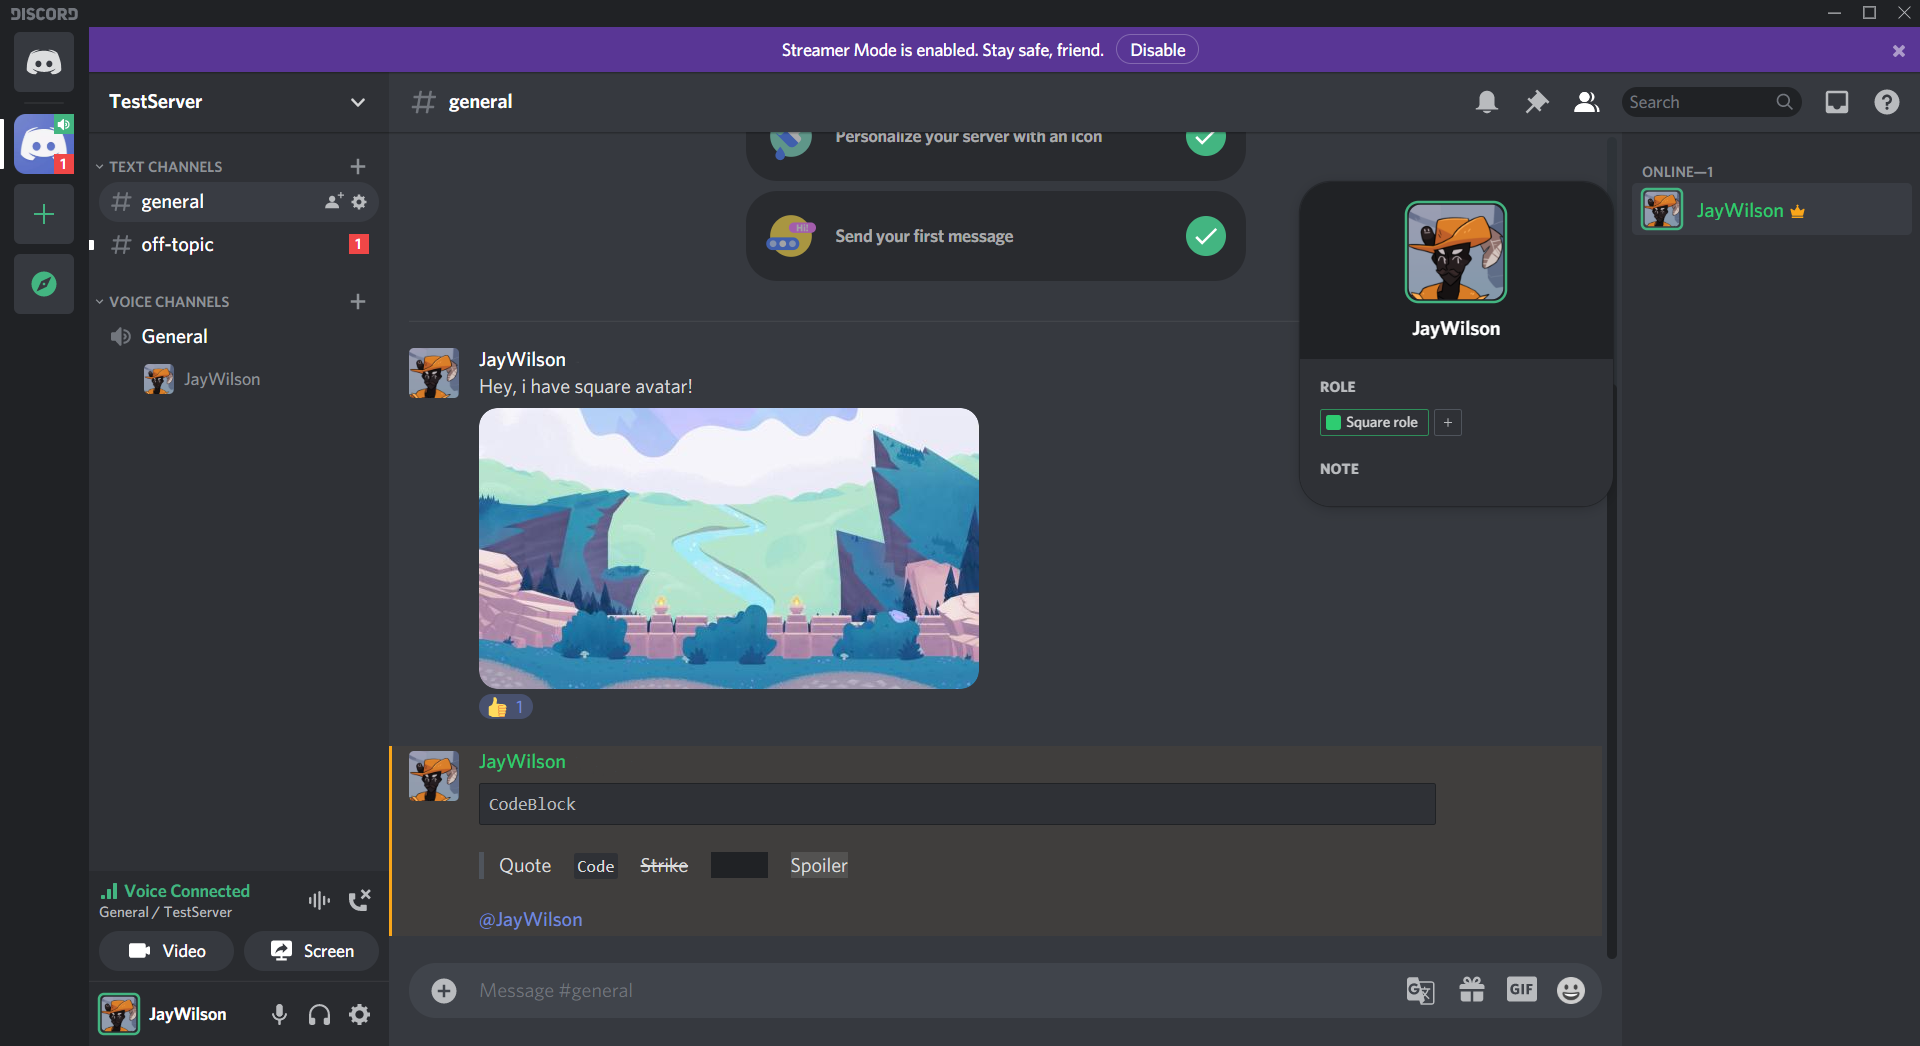 DISCORD
Streamer Mode is enabled. Stay safe, friend. Disable
TestServer
TEXT CHANNELS
general
off-topic 1
VOICE CHANNELS
General
JayWilson
1
Voice Connected
General / TestServer
Video Screen
JayWilson
general
Search
Personalize your server with an icon
Hi!
Send your first message
JayWilson
Hey, i have square avatar!
1
JayWilson
CodeBlock
Quote Code Strike Spoiler
@JayWilson
Message #general
GIF
JayWilson
ROLE
Square role +
NOTE
ONLINE—1
JayWilson